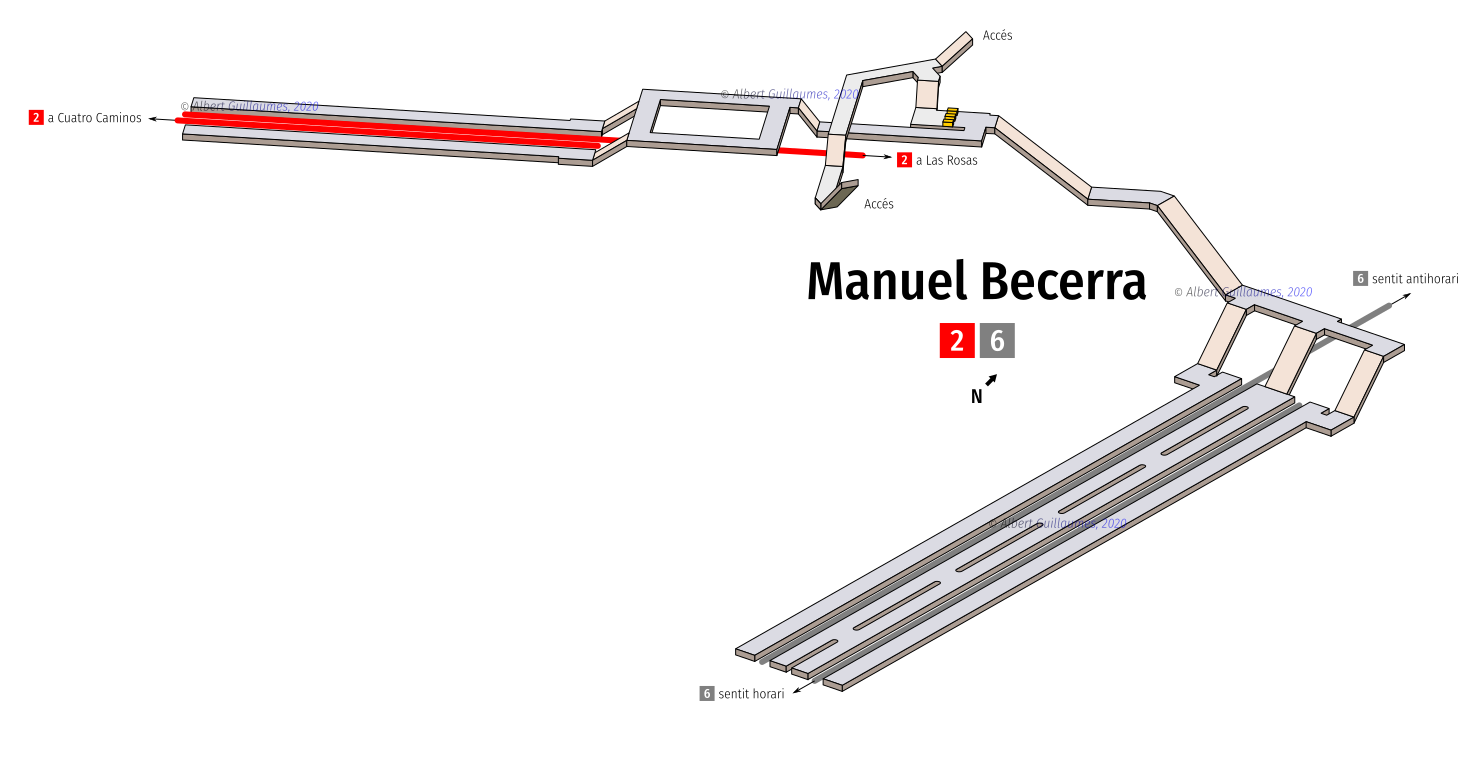 Accés
© Albert Guillaumes, 2020
© Albert Guillaumes, 2020
2 a Cuatro Caminos
2 a Las Rosas
Accés
Manuel Becerra
2 6
N
6 sentit antihorari
© Albert Guillaumes, 2020
© Albert Guillaumes, 2020
6 sentit horari